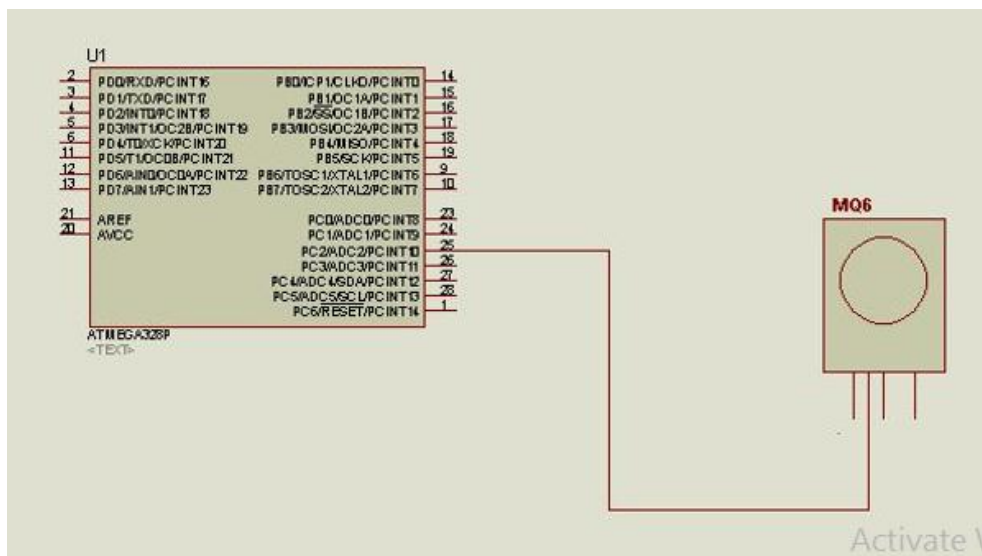 U1
2 PD0/RXD/PCINT16 PB0/ICP1/CLKO/PCINT0 14
3 PD1/TXD/PCINT17 PB1/OC1A/PCINT1 15
4 PD2/INT0/PCINT18 PB2/SS/OC1B/PCINT2 16
5 PD3/INT1/OC2B/PCINT19 PB3/MOSI/OC2A/PCINT3 17
6 PD4/T0/XCK/PCINT20 PB4/MISO/PCINT4 18
11 PD5/T1/OC0B/PCINT21 PB5/SCK/PCINT5 19
12 PD6/AIN0/OC0A/PCINT22 PB6/TOSC1/XTAL1/PCINT6 9
13 PD7/AIN1/PCINT23 PB7/TOSC2/XTAL2/PCINT7 10
21 AREF PC0/ADC0/PCINT8 23
20 AVCC PC1/ADC1/PCINT9 24
PC2/ADC2/PCINT10 25
PC3/ADC3/PCINT11 26
PC4/ADC4/SDA/PCINT12 27
PC5/ADC5/SCL/PCINT13 28
PC6/RESET/PCINT14 1
ATMEGA328P
<TEXT>
MQ6
Activate